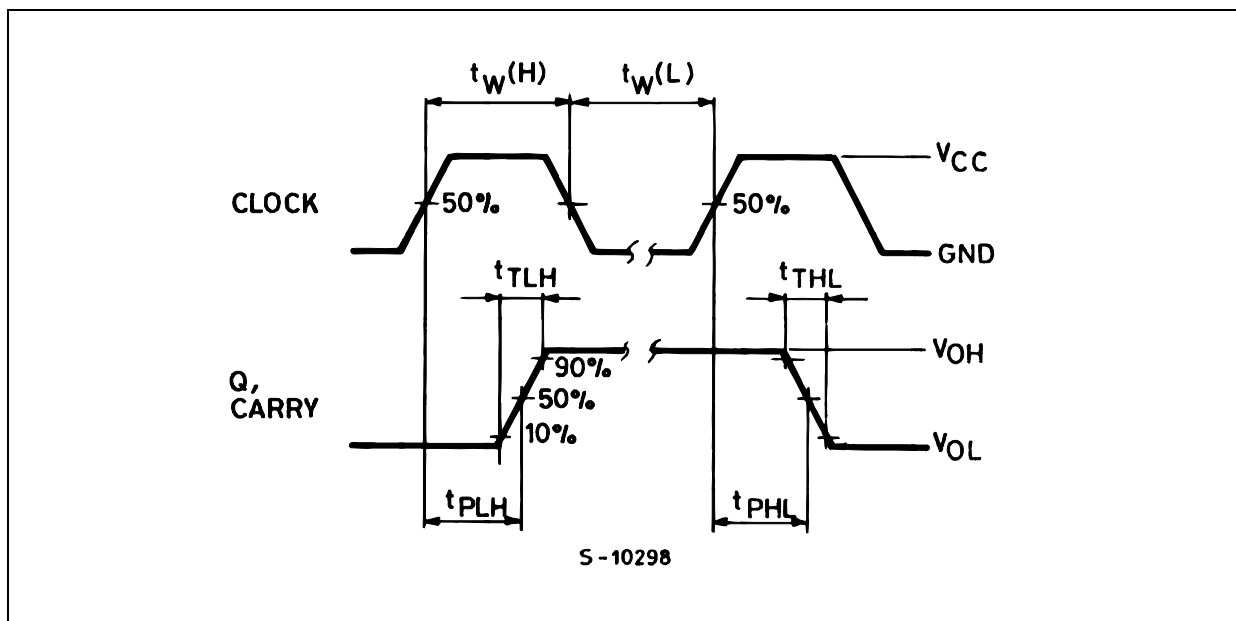 tW(H)
tW(L)
VCC
CLOCK
50%
50%
GND
tTLH
tTHL
VOH
90%
Q,
CARRY
50%
10%
VOL
tPLH
tPHL
S-10298